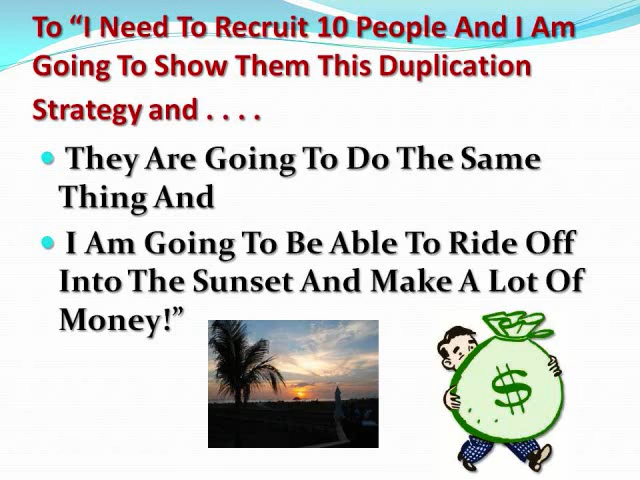 To “I Need To Recruit 10 People And I Am
Going To Show Them This Duplication
Strategy and . . . .
They Are Going To Do The Same
Thing And
I Am Going To Be Able To Ride Off
Into The Sunset And Make A Lot Of
Money!”
$